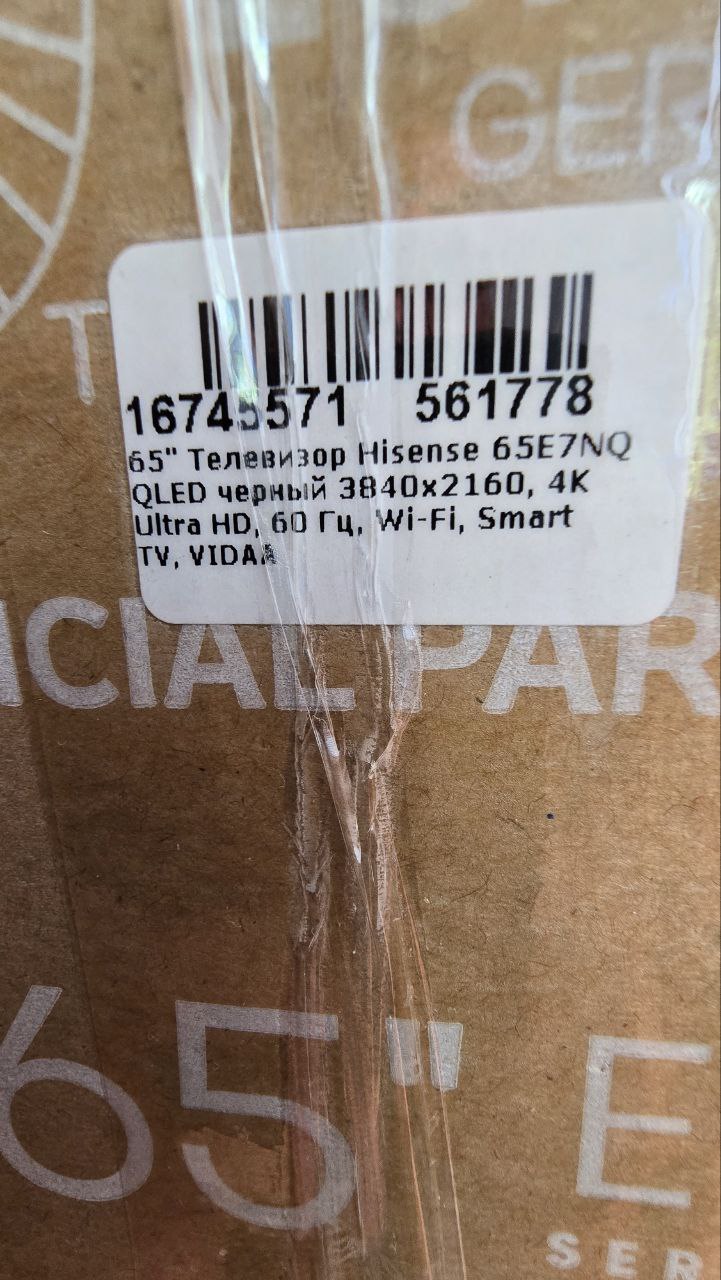 GER
T
16745571 561778
65" Телевизор Hisense 65E7NQ
QLED черный 3840x2160, 4K
Ultra HD, 60 Гц, Wi-Fi, Smart
TV, VIDAA
ICIAL PAR
65" E
SER